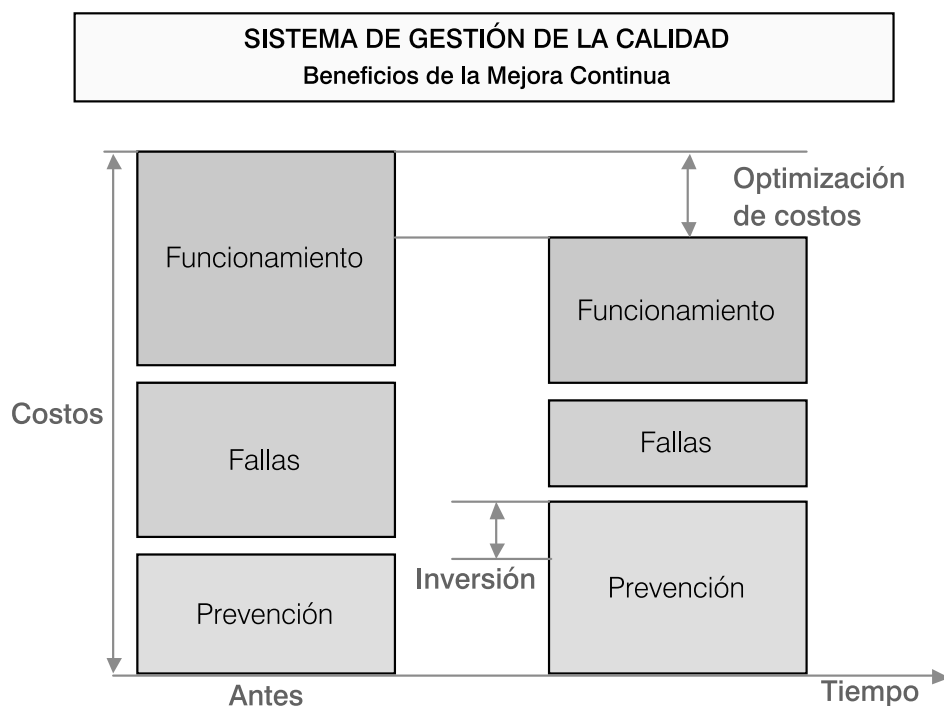 SISTEMA DE GESTIÓN DE LA CALIDAD
Beneficios de la Mejora Continua
Optimización
de costos
Funcionamiento
Funcionamiento
Costos
Fallas
Fallas
Inversión
Prevención
Prevención
Antes
Tiempo